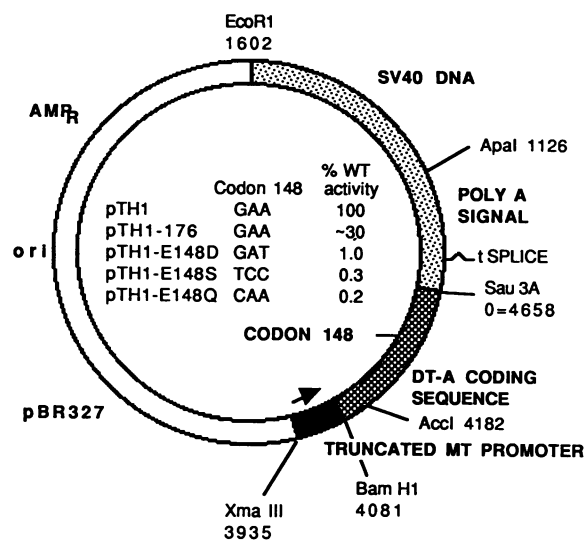 EcoR1
1602
SV40 DNA
AMPR
ApaI 1126
% WT
Codon 148 activity
pTH1 GAA 100
pTH1-176 GAA ~30
pTH1-E148D GAT 1.0
pTH1-E148S TCC 0.3
pTH1-E148Q CAA 0.2
POLY A
SIGNAL
ori
t SPLICE
Sau 3A
0=4658
CODON 148
DT-A CODING
SEQUENCE
pBR327
AccI 4182
TRUNCATED MT PROMOTER
Bam H1
4081
Xma III
3935